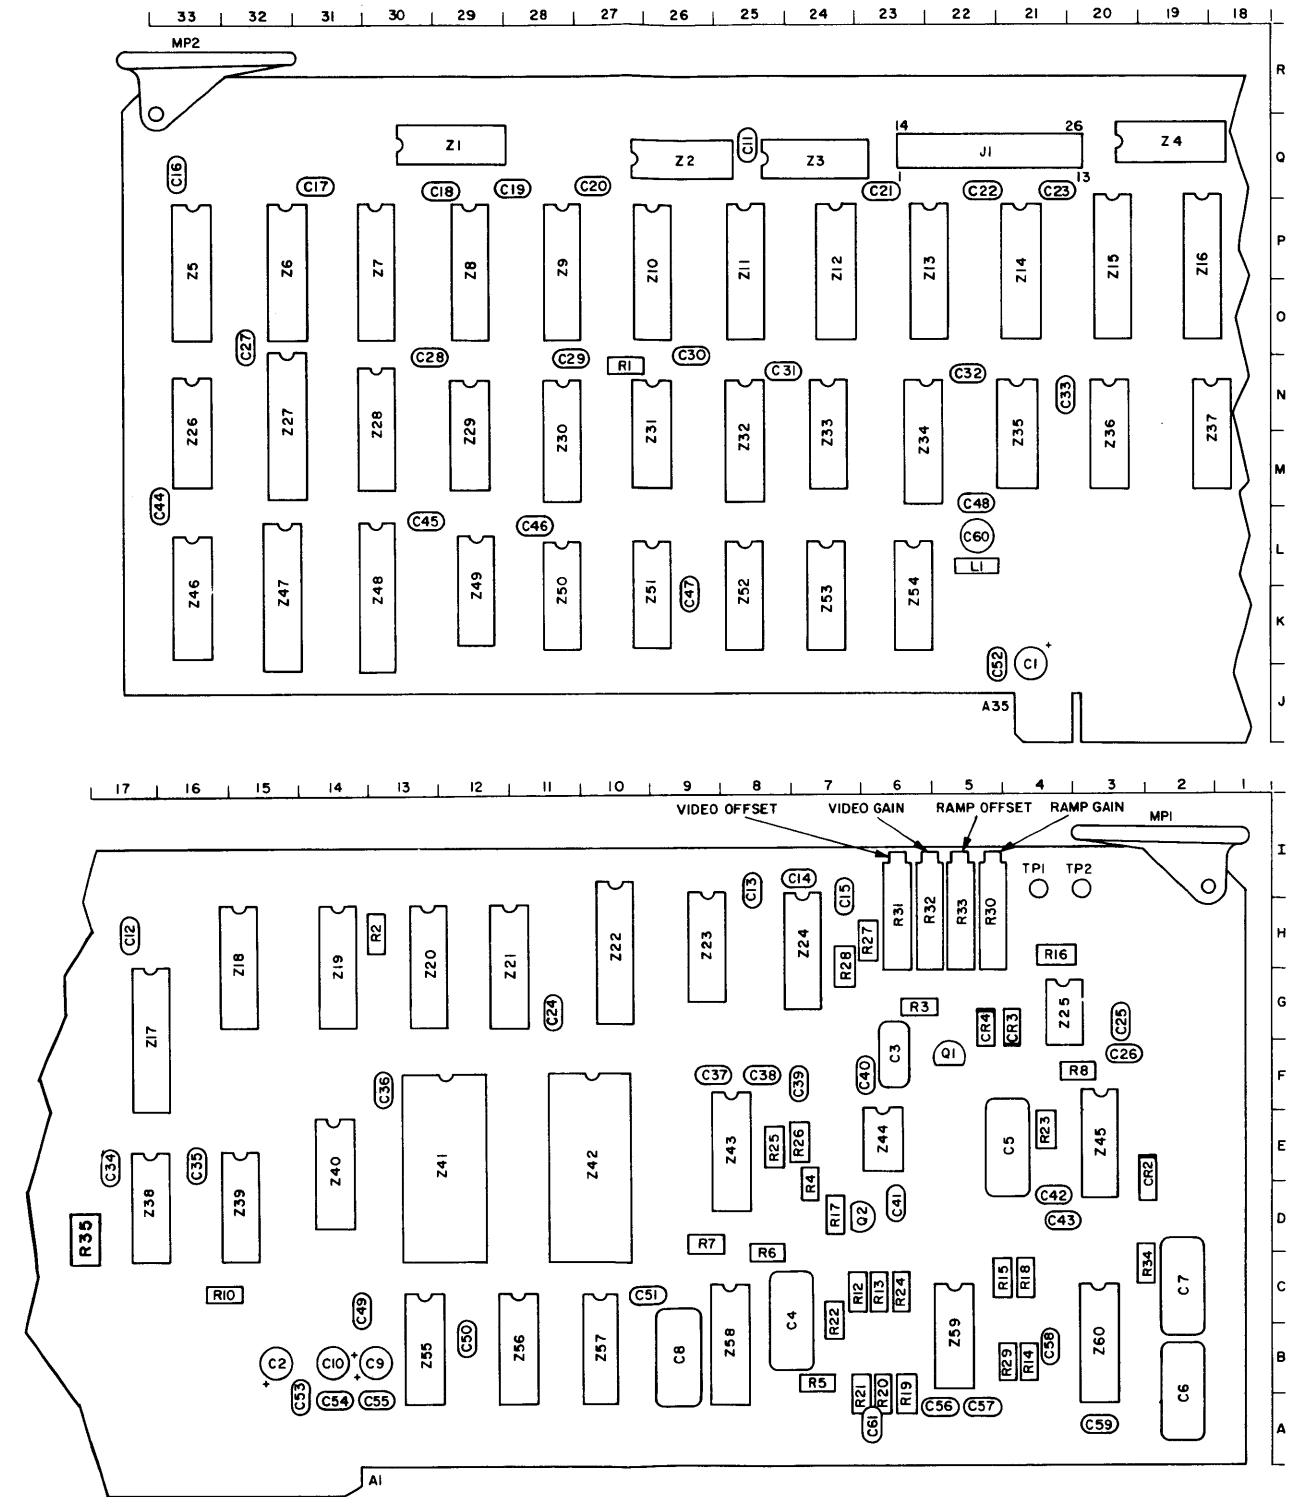 33 32 31 30 29 28 27 26 25 24 23 22 21 20 19 18
MP2
R
14 26
Z1 Z2 C11 Z3 J1 Z4
Q
1 13
C16 C17 C18 C19 C20 C21 C22 C23
Z5 Z6 Z7 Z8 Z9 Z10 Z11 Z12 Z13 Z14 Z15 Z16
P
O
C27 C28 C29 R1 C30 C31 C32 C33
N
Z26 Z27 Z28 Z29 Z30 Z31 Z32 Z33 Z34 Z35 Z36 Z37
M
C44 C45 C46 C48
C60
L
L1
Z46 Z47 Z48 Z49 Z50 Z51 C47 Z52 Z53 Z54
K
C52 C1 +
A35
J
17 16 15 14 13 12 11 10 9 8 7 6 5 4 3 2 1
VIDEO OFFSET VIDEO GAIN RAMP OFFSET RAMP GAIN
MP1
I
TP1 TP2
C13 C14 C15
C12 Z18 Z19 R2 Z20 Z21 Z22 Z23 Z24 R28 R27 R31 R32 R33 R30
H
R16
Z17 C24 R3 CR4 CR3 Z25 C25
G
C3 Q1 C26
C36 C37 C38 C39 C40 R8
F
C34 Z38 C35 Z39 Z40 Z41 Z42 Z43 R25 R26 Z44 C5 R23 Z45 CR2
E
R4
R35 R17 Q2 C41 C42
C43
D
R7 R6 R34
R10 C49 C51 R12 R13 R24 R15 R18 C7
C
Z55 C50 Z56 Z57 C8 Z58 C4 R22 Z59 R29 R14 C58 Z60
C2 + C10 + C9 +
B
R5
C53 C54 C55 R21 R20 R19 C56 C57 C6
C61 C59
A
A1